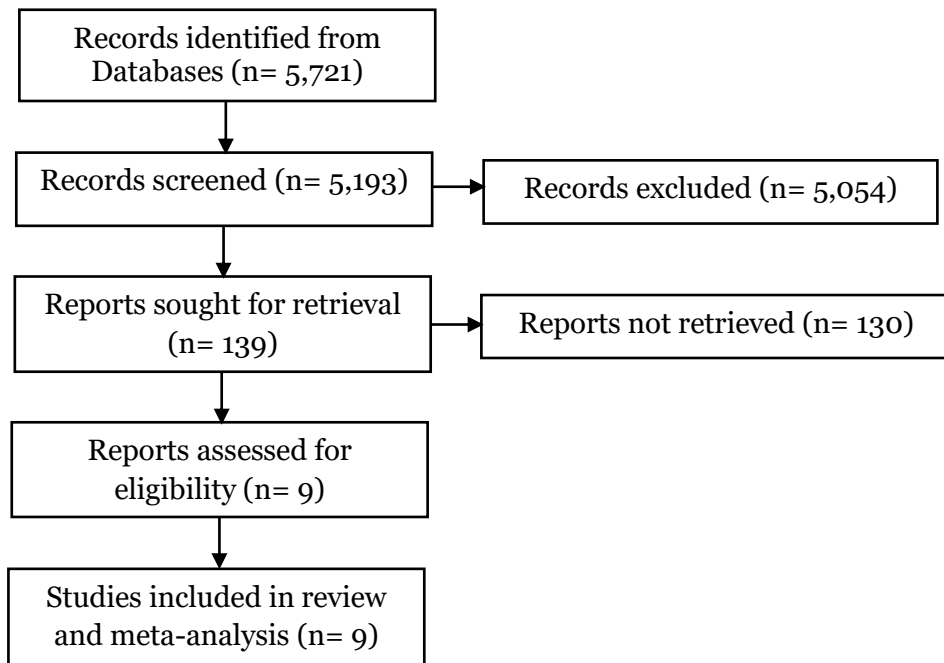 Records identified from
Databases (n= 5,721)
Records screened (n= 5,193)
Records excluded (n= 5,054)
Reports sought for retrieval
(n= 139)
Reports not retrieved (n= 130)
Reports assessed for
eligibility (n= 9)
Studies included in review
and meta-analysis (n= 9)